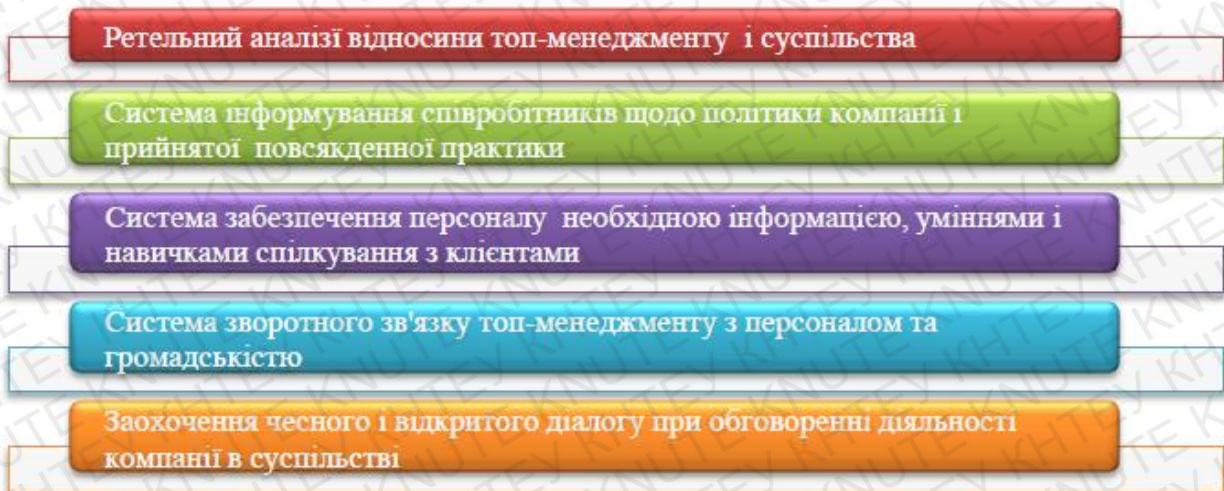 Ретельний аналізї відносини топ-менеджменту і суспільства
Система інформування співробітників щодо політики компанії і
прийнятої повсякденної практики
Система забезпечення персоналу необхідною інформацією, уміннями і
навичками спілкування з клієнтами
Система зворотного зв'язку топ-менеджменту з персоналом та
громадськістю
Заохочення чесного і відкритого діалогу при обговоренні діяльності
компанії в суспільстві